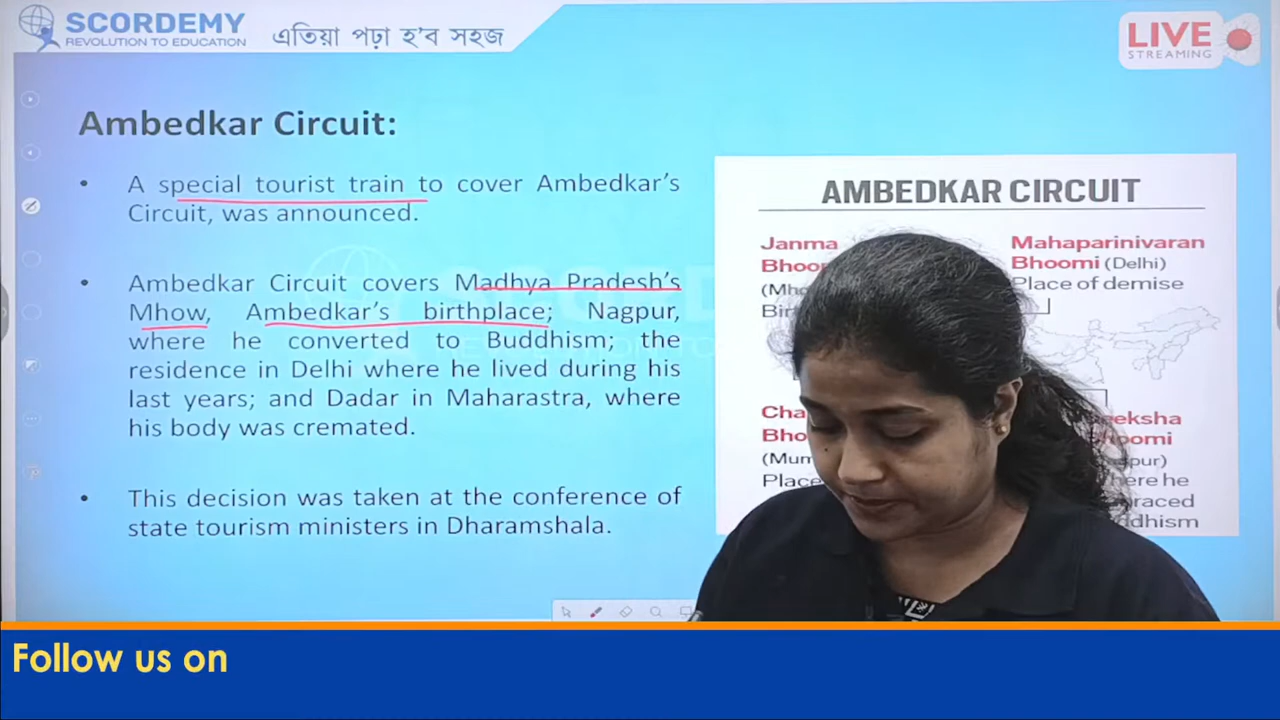 SCORDEMY
REVOLUTION TO EDUCATION
এতিয়া পঢ়া হ'ব সহজ
LIVE
STREAMING
Ambedkar Circuit:
• A special tourist train to cover Ambedkar's
Circuit, was announced.
• Ambedkar Circuit covers Madhya Pradesh's
Mhow, Ambedkar's birthplace; Nagpur,
where he converted to Buddhism; the
residence in Delhi where he lived during his
last years; and Dadar in Maharastra, where
his body was cremated.
• This decision was taken at the conference of
state tourism ministers in Dharamshala.
AMBEDKAR CIRCUIT
Janma
Mahaparinivaran
Bhoomi (Delhi)
Place of demise
Place
here he
Follow us on